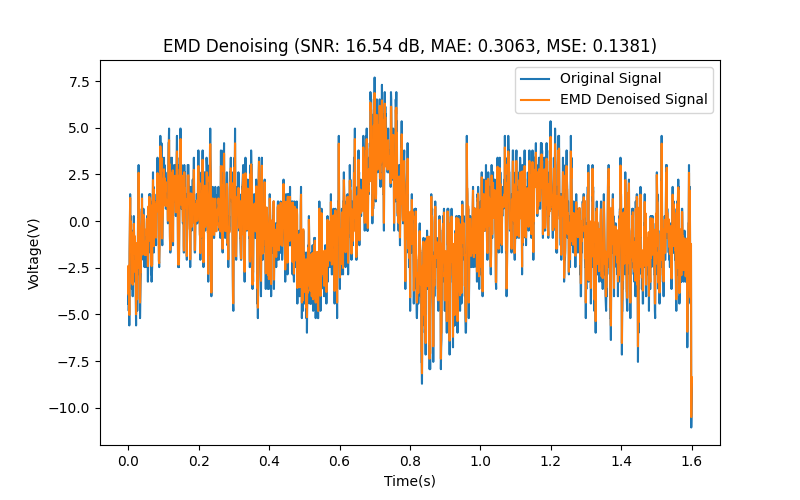 EMD Denoising (SNR: 16.54 dB, MAE: 0.3063, MSE: 0.1381)
Original Signal
EMD Denoised Signal
Voltage(V)
7.5
5.0
2.5
0.0
−2.5
−5.0
−7.5
−10.0
0.0 0.2 0.4 0.6 0.8 1.0 1.2 1.4 1.6
Time(s)